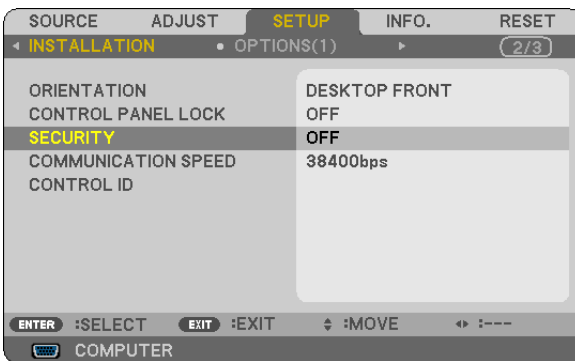 SOURCE ADJUST SETUP INFO. RESET
INSTALLATION • OPTIONS(1) 2/3
ORIENTATION DESKTOP FRONT
CONTROL PANEL LOCK OFF
SECURITY OFF
COMMUNICATION SPEED 38400bps
CONTROL ID
ENTER :SELECT EXIT :EXIT :MOVE :---
COMPUTER